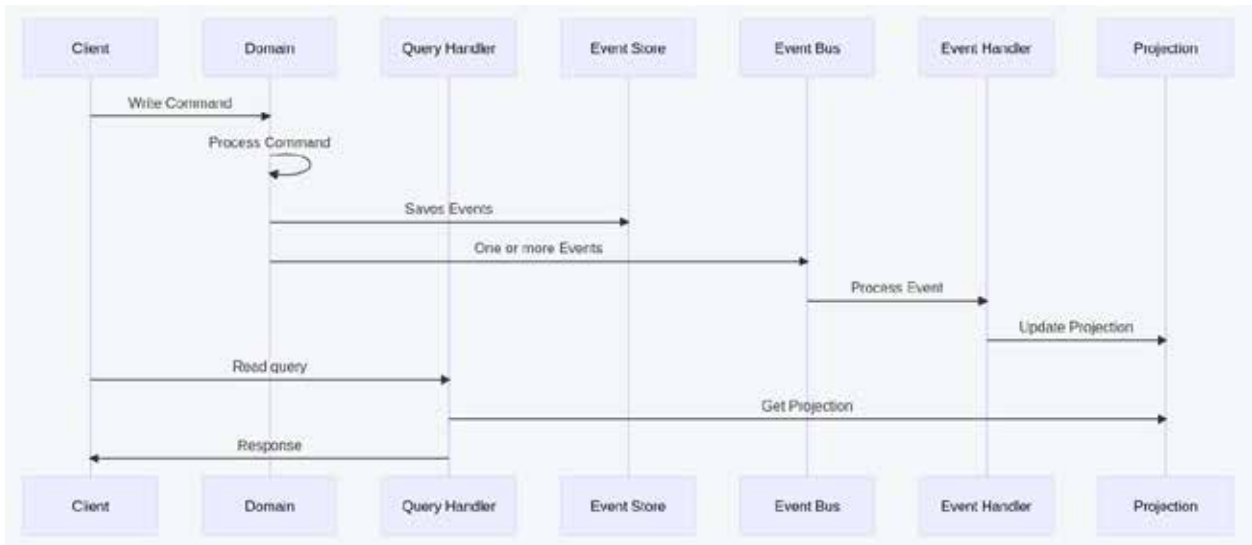 Client Domain Query Handler Event Store Event Bus Event Handler Projection
Write Command
Process Command
Saves Events
One or more Events
Process Event
Update Projection
Read query
Get Projection
Response
Client Domain Query Handler Event Store Event Bus Event Handler Projection